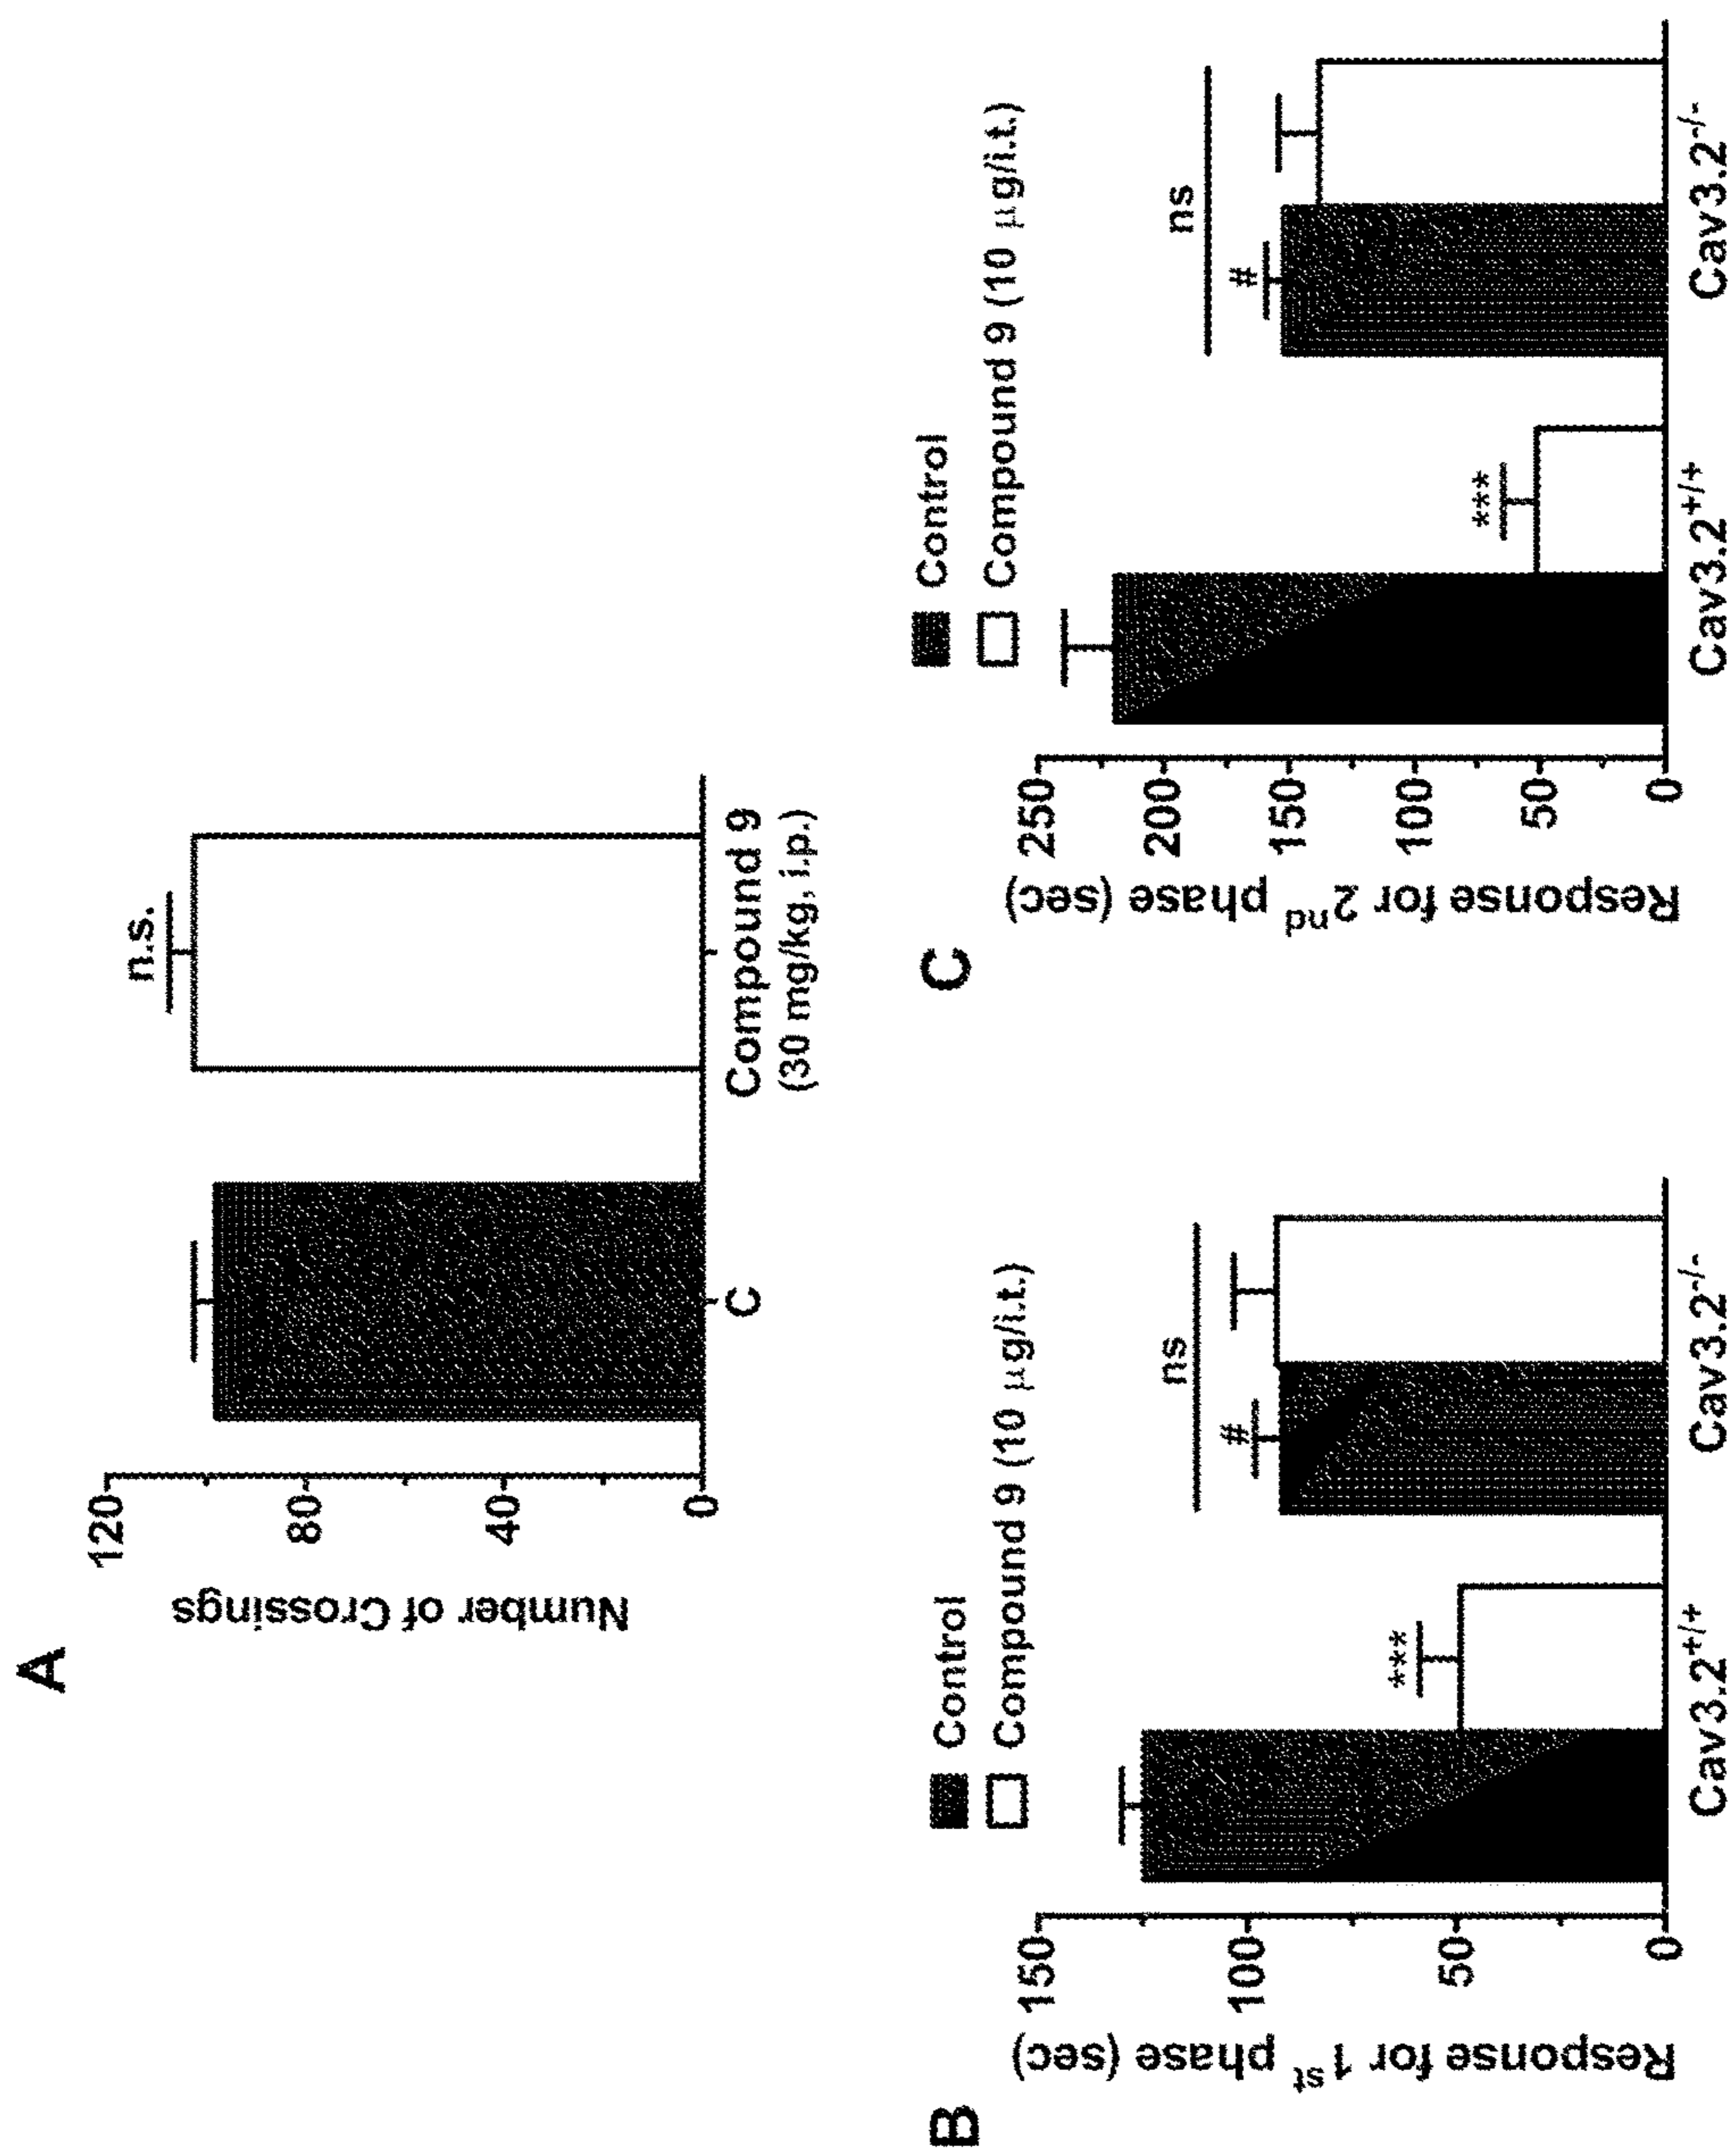 A
Number of Crossings
120
80
40
0
n.s.
C
Compound 9
(30 mg/kg, i.p.)
B
Response for 1st phase (sec)
150
100
50
0
Control
Compound 9 (10 µg/i.t.)
***
#
ns
Cav3.2+/+
Cav3.2-/-
C
Response for 2nd phase (sec)
250
200
150
100
50
0
Control
Compound 9 (10 µg/i.t.)
***
#
ns
Cav3.2+/+
Cav3.2-/-